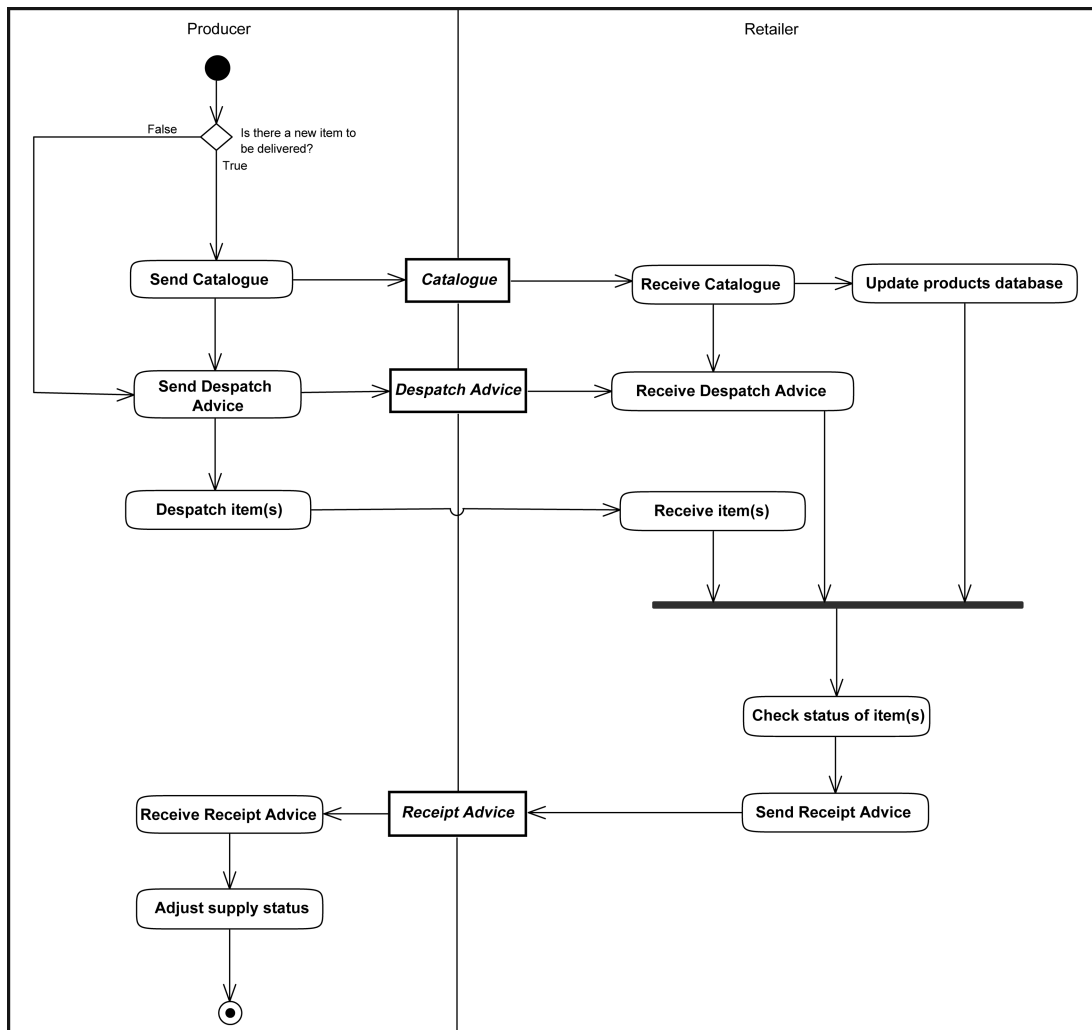 Producer
Retailer
False
Is there a new item to
be delivered?
True
Send Catalogue
Catalogue
Receive Catalogue
Update products database
Send Despatch
Advice
Despatch Advice
Receive Despatch Advice
Despatch item(s)
Receive item(s)
Check status of item(s)
Receive Receipt Advice
Receipt Advice
Send Receipt Advice
Adjust supply status